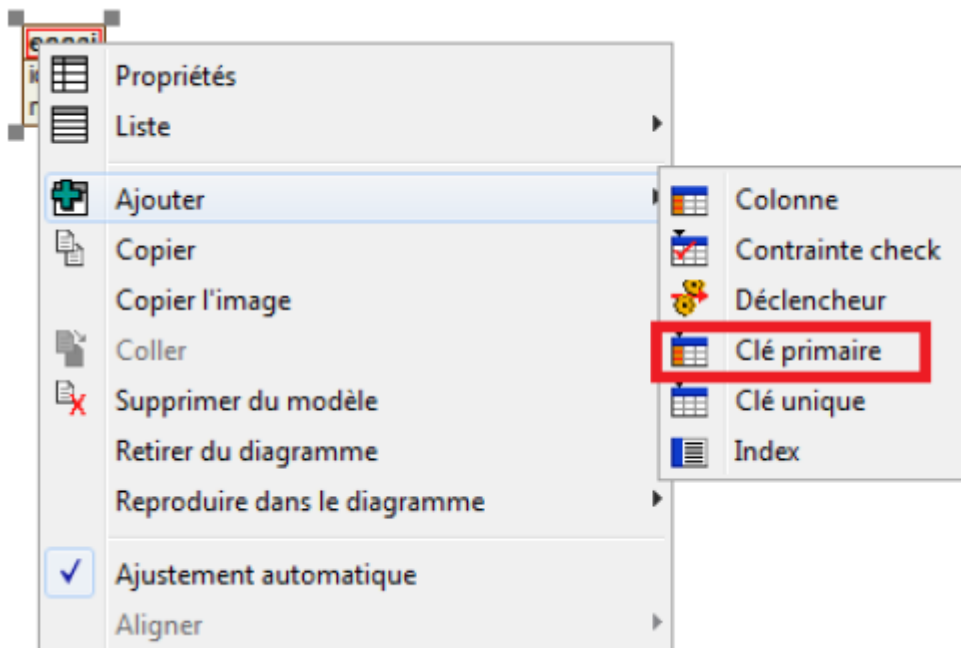 Propriétés
Liste
Ajouter
Copier
Copier l'image
Coller
Supprimer du modèle
Retirer du diagramme
Reproduire dans le diagramme
Ajustement automatique
Aligner
Colonne
Contrainte check
Déclencheur
Clé primaire
Clé unique
Index